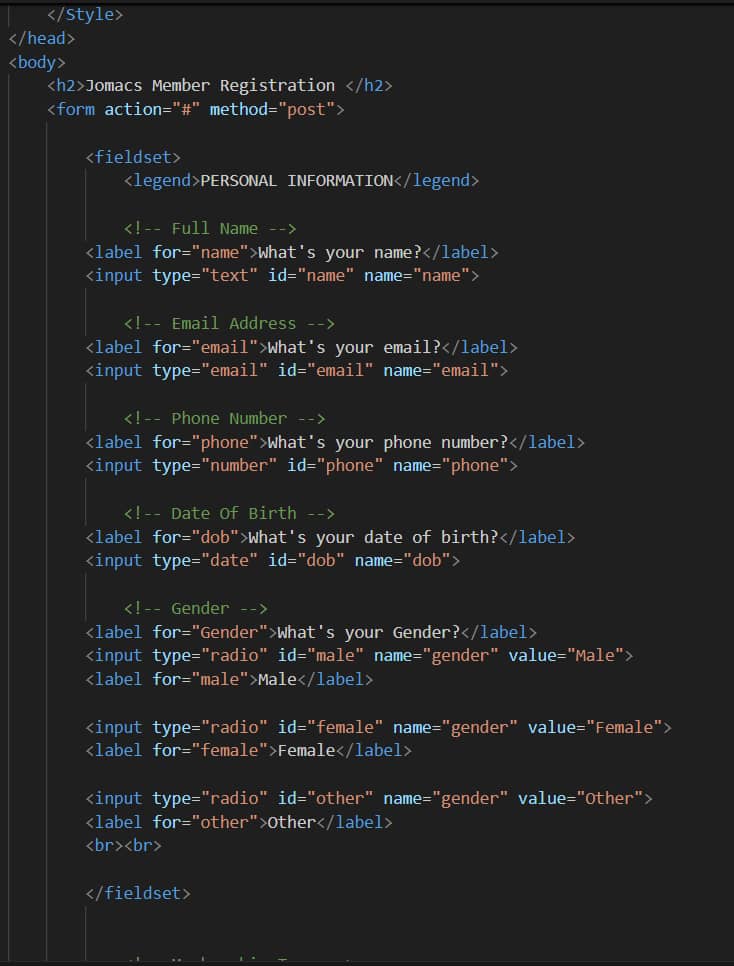 </Style>
</head>
<body>
<h2>Jomacs Member Registration </h2>
<form action="#" method="post">
<fieldset>
<legend>PERSONAL INFORMATION</legend>
<!-- Full Name -->
<label for="name">What's your name?</label>
<input type="text" id="name" name="name">
<!-- Email Address -->
<label for="email">What's your email?</label>
<input type="email" id="email" name="email">
<!-- Phone Number -->
<label for="phone">What's your phone number?</label>
<input type="number" id="phone" name="phone">
<!-- Date Of Birth -->
<label for="dob">What's your date of birth?</label>
<input type="date" id="dob" name="dob">
<!-- Gender -->
<label for="Gender">What's your Gender?</label>
<input type="radio" id="male" name="gender" value="Male">
<label for="male">Male</label>
<input type="radio" id="female" name="gender" value="Female">
<label for="female">Female</label>
<input type="radio" id="other" name="gender" value="Other">
<label for="other">Other</label>
<br><br>
</fieldset>